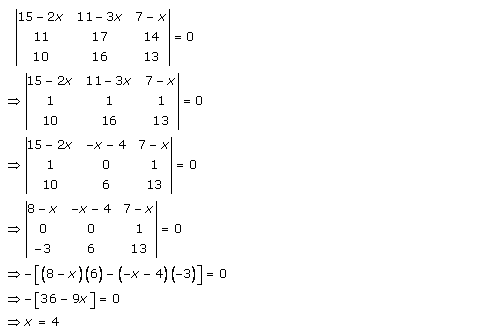 |15 – 2x 11 – 3x 7 – x|
|11 17 14| = 0
|10 16 13|
⇒ |15 – 2x 11 – 3x 7 – x|
|1 1 1| = 0
|10 16 13|
⇒ |15 – 2x –x – 4 7 – x|
|1 0 1| = 0
|10 6 13|
⇒ |8 – x –x – 4 7 – x|
|0 0 1| = 0
|–3 6 13|
⇒ –[(8 – x)(6) – (–x – 4)(–3)] = 0
⇒ –[36 – 9x] = 0
⇒ x = 4